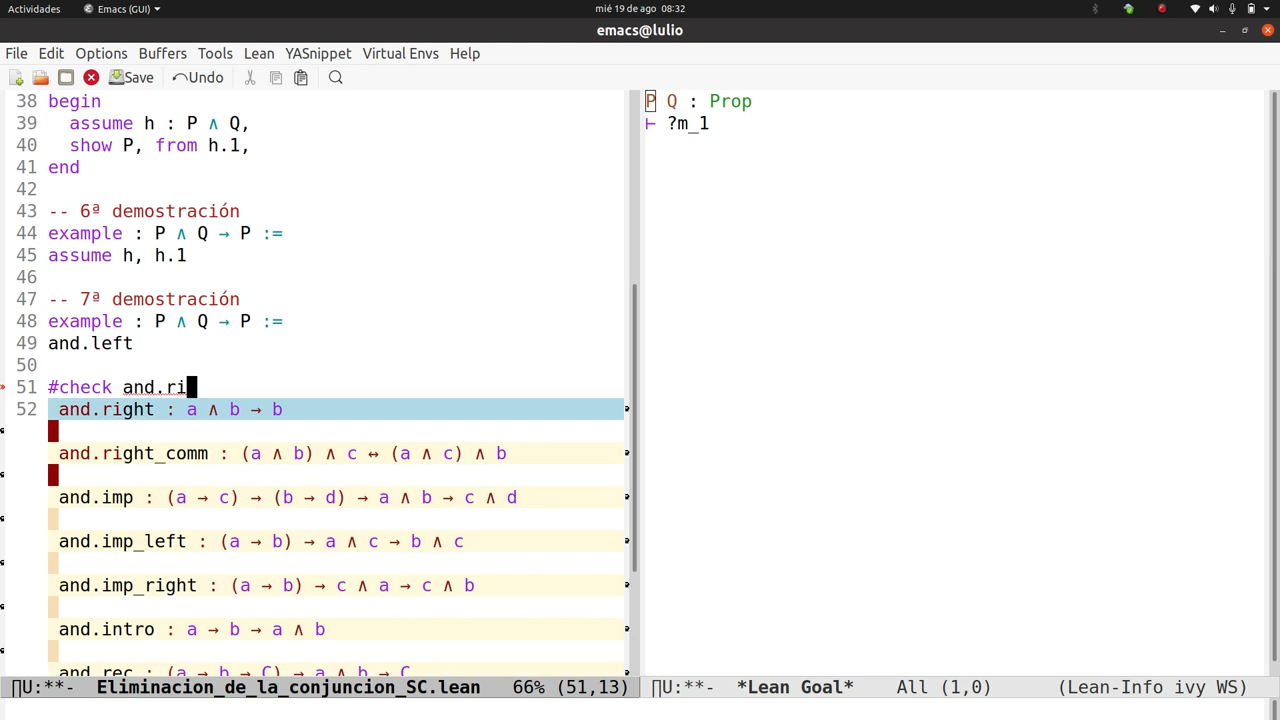 Actividades Emacs (GUI) mié 19 de ago 08:32
emacs@lulio
File Edit Options Buffers Tools Lean YASnippet Virtual Envs Help
Save Undo
38 begin
39 assume h : P ∧ Q,
40 show P, from h.1,
41 end
42
43 -- 6ª demostración
44 example : P ∧ Q → P :=
45 assume h, h.1
46
47 -- 7ª demostración
48 example : P ∧ Q → P :=
49 and.left
50
51 #check and.ri
52 and.right : a ∧ b → b
and.right_comm : (a ∧ b) ∧ c ↔ (a ∧ c) ∧ b
and.imp : (a → c) → (b → d) → a ∧ b → c ∧ d
and.imp_left : (a → b) → a ∧ c → b ∧ c
and.imp_right : (a → b) → c ∧ a → c ∧ b
and.intro : a → b → a ∧ b
and.rec : (a → b → C) → a ∧ b → C
P Q : Prop
⊢ ?m_1
∏U:**- Eliminacion_de_la_conjuncion_SC.lean 66% (51,13)
∏U:**- *Lean Goal* All (1,0) (Lean-Info ivy WS)